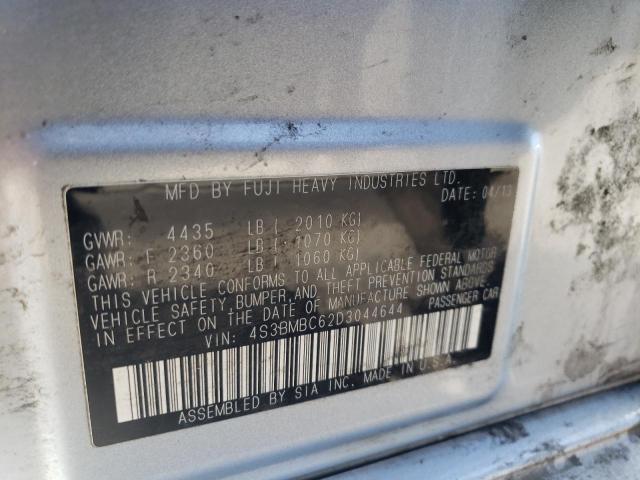 MFD BY FUJI HEAVY INDUSTRIES LTD.
DATE: 04/13
GVWR: 4435 LB ( 2010 KG)
GAWR: F 2360 LB ( 1070 KG)
GAWR: R 2340 LB ( 1060 KG)
THIS VEHICLE CONFORMS TO ALL APPLICABLE FEDERAL MOTOR
VEHICLE SAFETY, BUMPER, AND THEFT PREVENTION STANDARDS
IN EFFECT ON THE DATE OF MANUFACTURE SHOWN ABOVE.
VIN: 4S3BMBC62D3044644 PASSENGER CAR
ASSEMBLED BY SIA INC. MADE IN U.S.A.